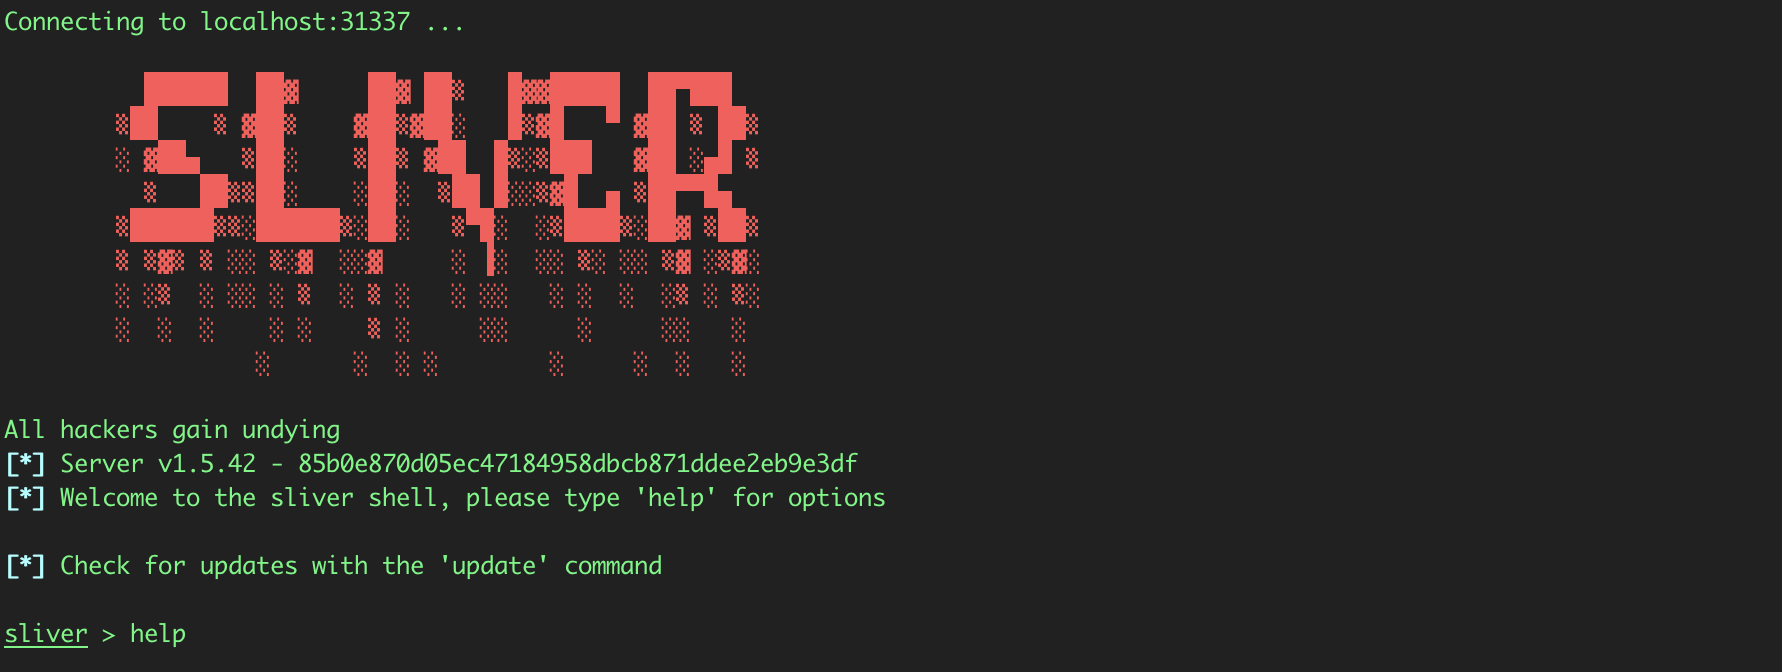 Connecting to localhost:31337 ...
SLIVER
All hackers gain undying
[*] Server v1.5.42 - 85b0e870d05ec47184958dbcb871ddee2eb9e3df
[*] Welcome to the sliver shell, please type 'help' for options
[*] Check for updates with the 'update' command
sliver > help